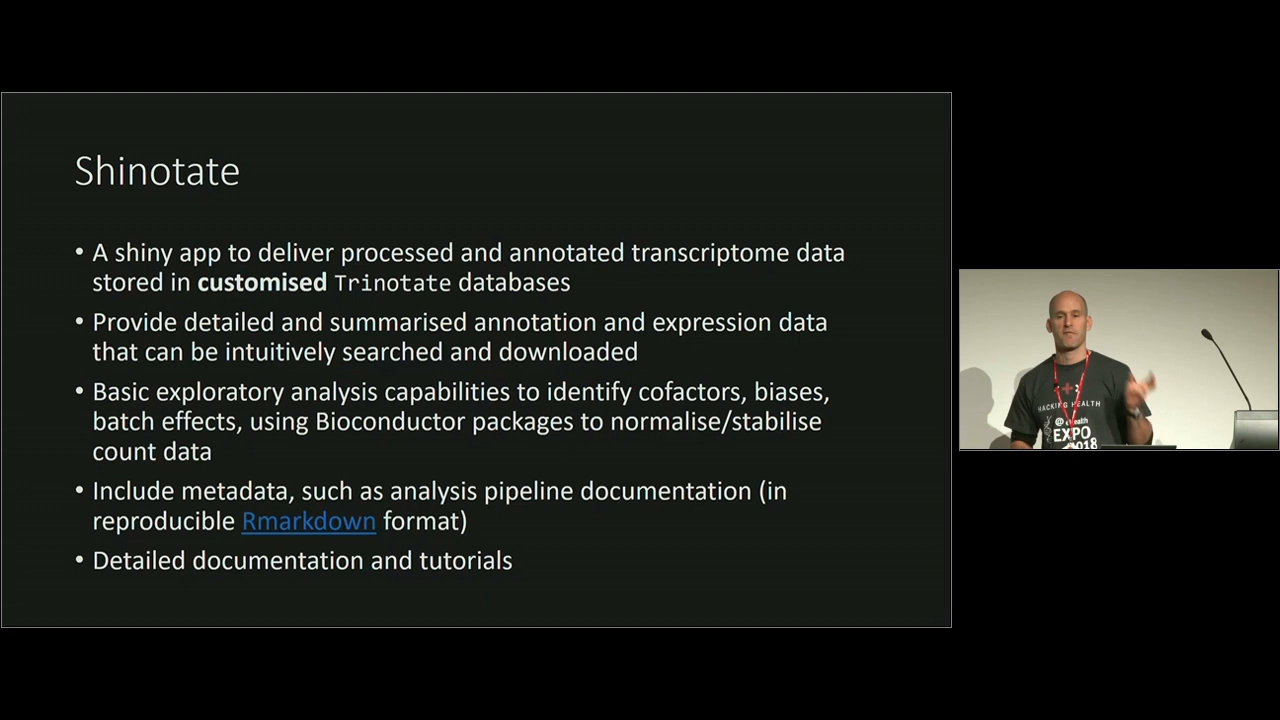 Shinotate
• A shiny app to deliver processed and annotated transcriptome data
stored in customised Trinotate databases
• Provide detailed and summarised annotation and expression data
that can be intuitively searched and downloaded
• Basic exploratory analysis capabilities to identify cofactors, biases,
batch effects, using Bioconductor packages to normalise/stabilise
count data
• Include metadata, such as analysis pipeline documentation (in
reproducible Rmarkdown format)
• Detailed documentation and tutorials
HACKING HEALTH
EXPO